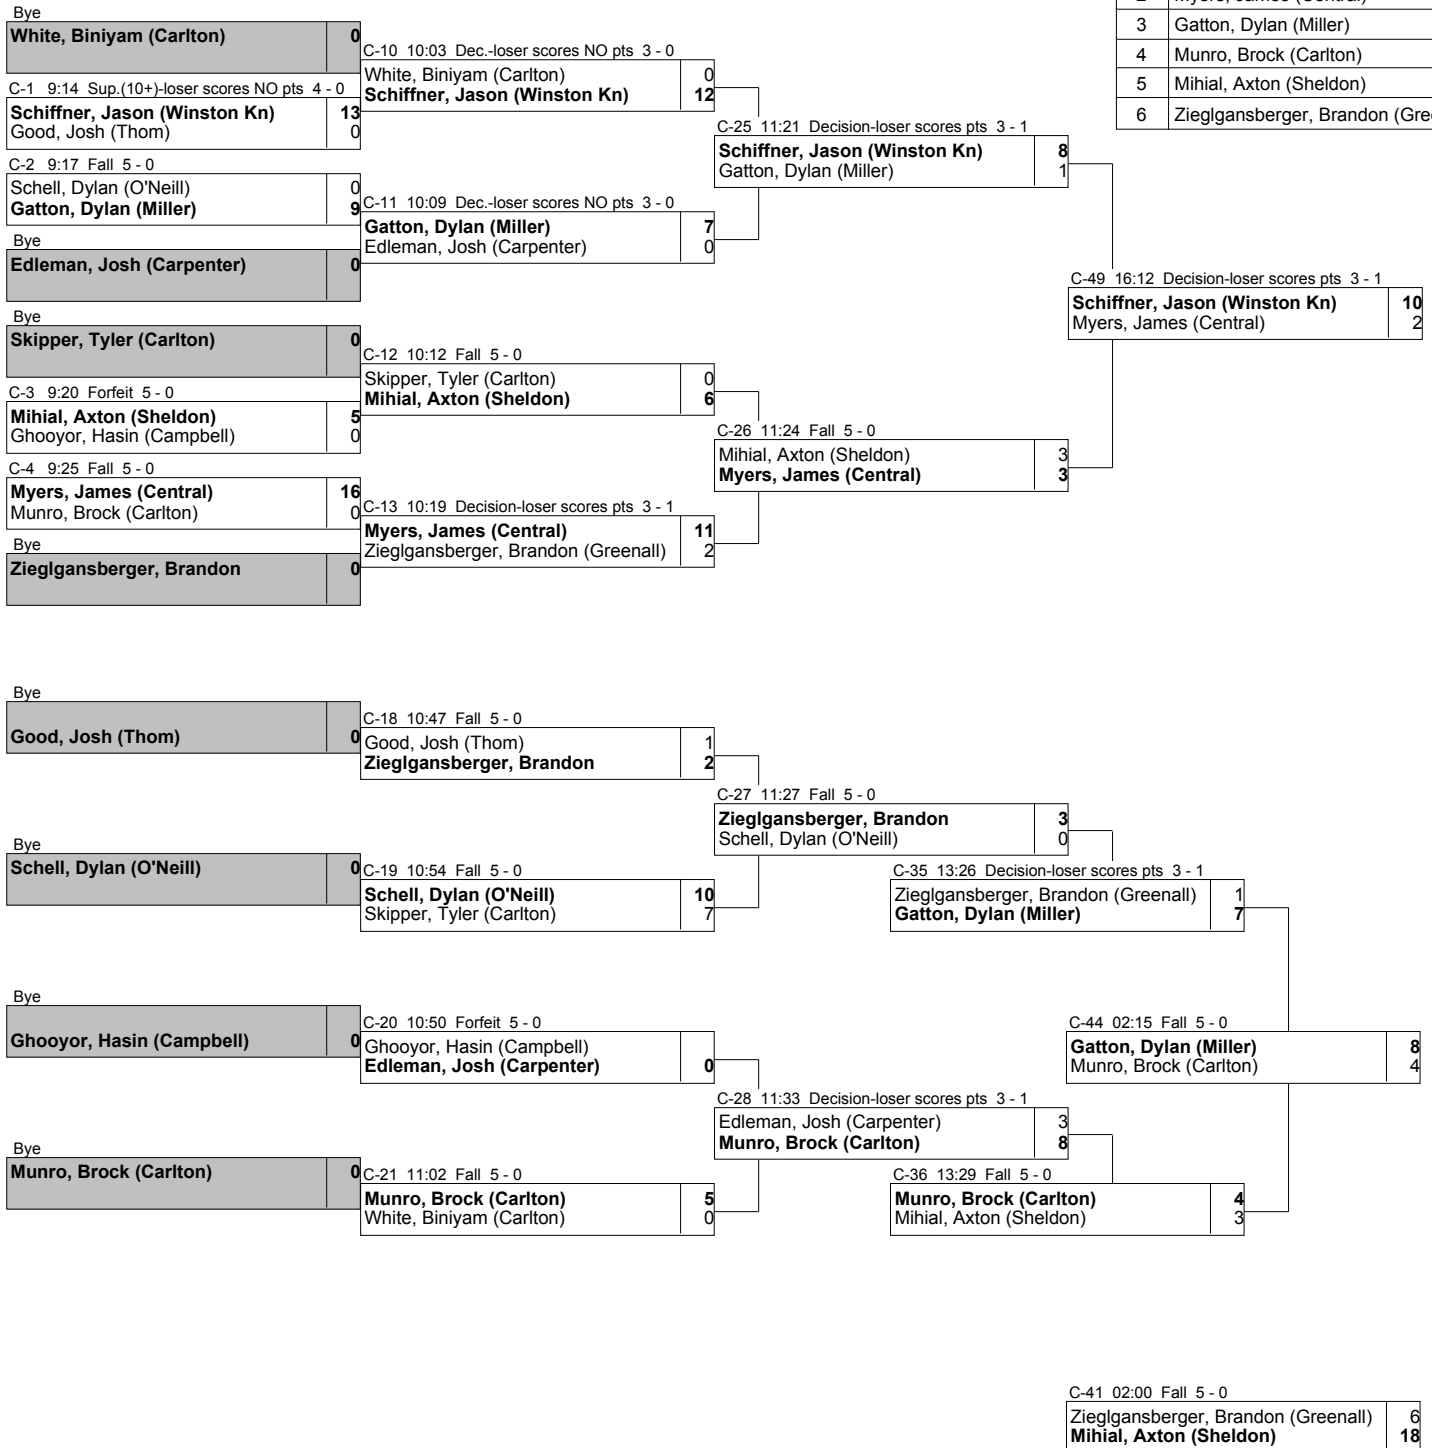 2 Myers, James (Central)
3 Gatton, Dylan (Miller)
4 Munro, Brock (Carlton)
5 Mihial, Axton (Sheldon)
6 Zieglgansberger, Brandon
Bye
White, Biniyam (Carlton) 0
C-1 9:14 Sup.(10+)-loser scores NO pts 4 - 0
Schiffner, Jason (Winston Kn) 13
Good, Josh (Thom) 0
C-2 9:17 Fall 5 - 0
Schell, Dylan (O'Neill) 0
Gatton, Dylan (Miller) 9
Bye
Edleman, Josh (Carpenter) 0
Bye
Skipper, Tyler (Carlton) 0
C-3 9:20 Forfeit 5 - 0
Mihial, Axton (Sheldon) 5
Ghooyor, Hasin (Campbell) 0
C-4 9:25 Fall 5 - 0
Myers, James (Central) 16
Munro, Brock (Carlton) 0
Bye
Zieglgansberger, Brandon 0
C-10 10:03 Dec.-loser scores NO pts 3 - 0
White, Biniyam (Carlton) 0
Schiffner, Jason (Winston Kn) 12
C-11 10:09 Dec.-loser scores NO pts 3 - 0
Gatton, Dylan (Miller) 7
Edleman, Josh (Carpenter) 0
C-12 10:12 Fall 5 - 0
Skipper, Tyler (Carlton) 0
Mihial, Axton (Sheldon) 6
C-13 10:19 Decision-loser scores pts 3 - 1
Myers, James (Central) 11
Zieglgansberger, Brandon (Greenall) 2
C-25 11:21 Decision-loser scores pts 3 - 1
Schiffner, Jason (Winston Kn) 8
Gatton, Dylan (Miller) 1
C-26 11:24 Fall 5 - 0
Mihial, Axton (Sheldon) 3
Myers, James (Central) 3
C-49 16:12 Decision-loser scores pts 3 - 1
Schiffner, Jason (Winston Kn) 10
Myers, James (Central) 2
Bye
Good, Josh (Thom) 0
Bye
Schell, Dylan (O'Neill) 0
Bye
Ghooyor, Hasin (Campbell) 0
Bye
Munro, Brock (Carlton) 0
C-18 10:47 Fall 5 - 0
Good, Josh (Thom) 1
Zieglgansberger, Brandon 2
C-19 10:54 Fall 5 - 0
Schell, Dylan (O'Neill) 10
Skipper, Tyler (Carlton) 7
C-20 10:50 Forfeit 5 - 0
Ghooyor, Hasin (Campbell)
Edleman, Josh (Carpenter) 0
C-21 11:02 Fall 5 - 0
Munro, Brock (Carlton) 5
White, Biniyam (Carlton) 0
C-27 11:27 Fall 5 - 0
Zieglgansberger, Brandon 3
Schell, Dylan (O'Neill) 0
C-28 11:33 Decision-loser scores pts 3 - 1
Edleman, Josh (Carpenter) 3
Munro, Brock (Carlton) 8
C-35 13:26 Decision-loser scores pts 3 - 1
Zieglgansberger, Brandon (Greenall) 1
Gatton, Dylan (Miller) 7
C-36 13:29 Fall 5 - 0
Munro, Brock (Carlton) 4
Mihial, Axton (Sheldon) 3
C-44 02:15 Fall 5 - 0
Gatton, Dylan (Miller) 8
Munro, Brock (Carlton) 4
C-41 02:00 Fall 5 - 0
Zieglgansberger, Brandon (Greenall) 6
Mihial, Axton (Sheldon) 18